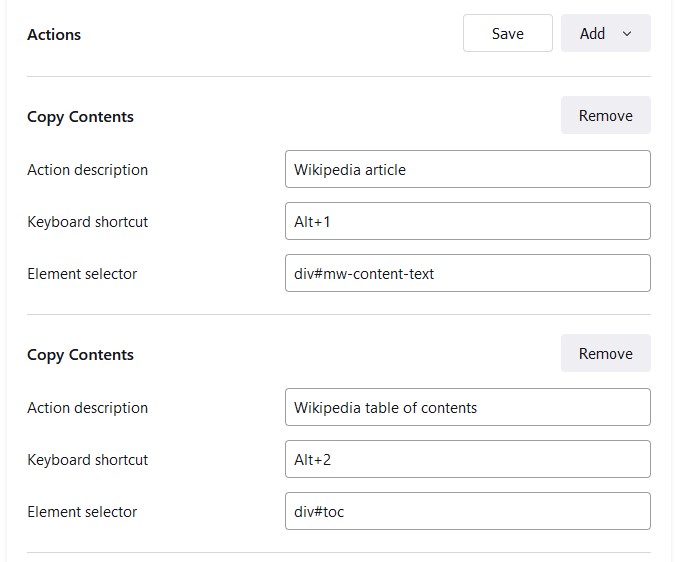 Actions Save Add
Copy Contents Remove
Action description Wikipedia article
Keyboard shortcut Alt+1
Element selector div#mw-content-text
Copy Contents Remove
Action description Wikipedia table of contents
Keyboard shortcut Alt+2
Element selector div#toc